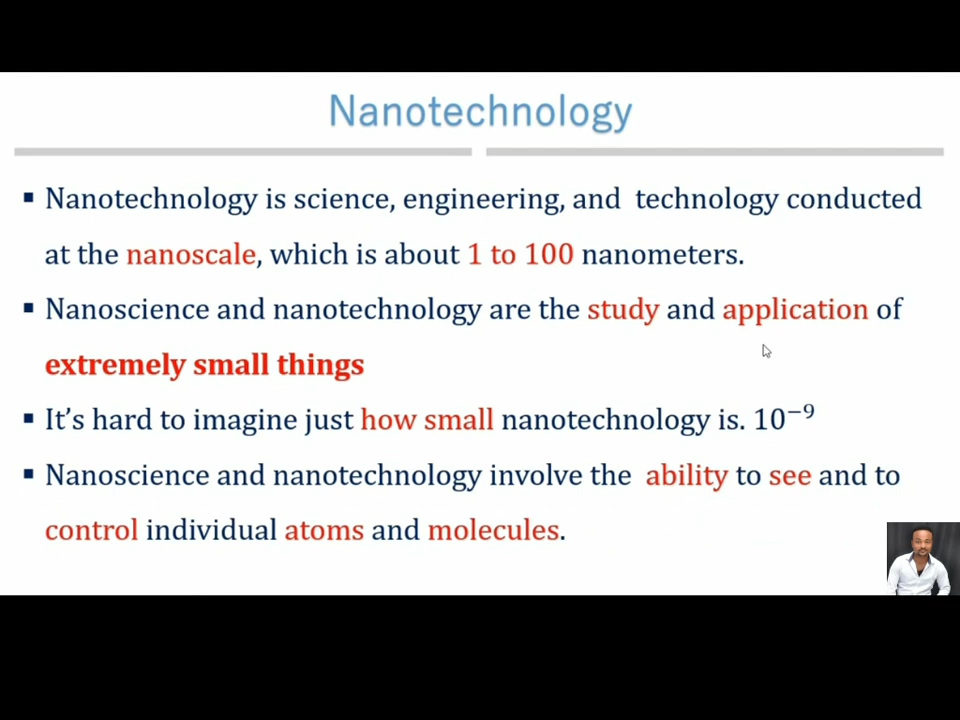 Nanotechnology
▪ Nanotechnology is science, engineering, and technology conducted
at the nanoscale, which is about 1 to 100 nanometers.
▪ Nanoscience and nanotechnology are the study and application of
extremely small things
▪ It’s hard to imagine just how small nanotechnology is. 10⁻⁹
▪ Nanoscience and nanotechnology involve the ability to see and to
control individual atoms and molecules.